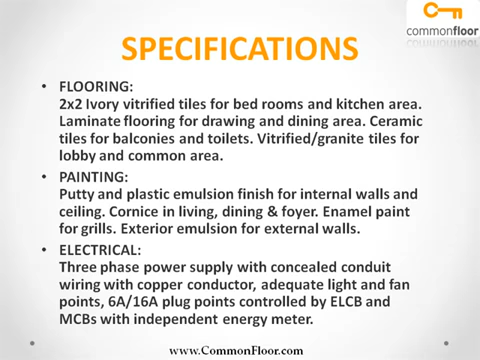 commonfloor
SPECIFICATIONS
• FLOORING:
2x2 Ivory vitrified tiles for bed rooms and kitchen area.
Laminate flooring for drawing and dining area. Ceramic
tiles for balconies and toilets. Vitrified/granite tiles for
lobby and common area.
• PAINTING:
Putty and plastic emulsion finish for internal walls and
ceiling. Cornice in living, dining & foyer. Enamel paint
for grills. Exterior emulsion for external walls.
• ELECTRICAL:
Three phase power supply with concealed conduit
wiring with copper conductor, adequate light and fan
points, 6A/16A plug points controlled by ELCB and
MCBs with independent energy meter.
www.CommonFloor.com